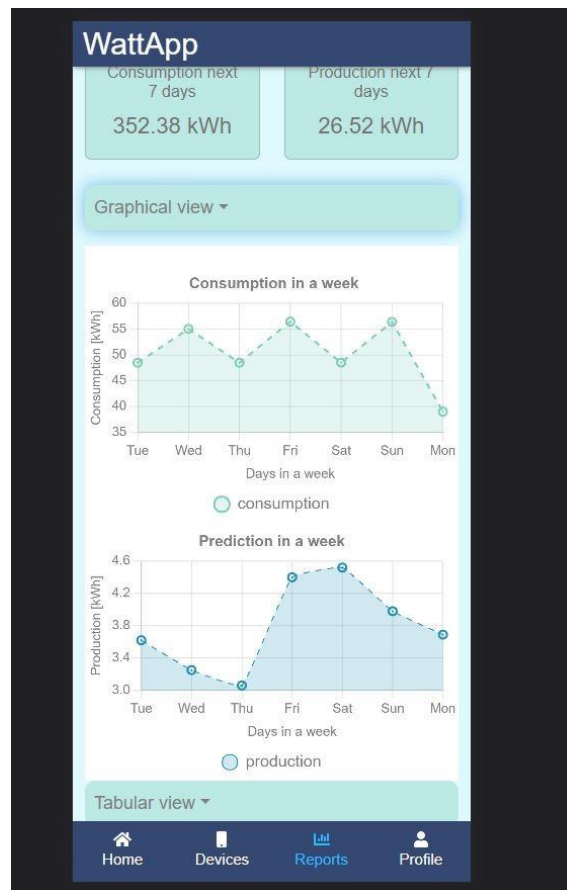 WattApp
Consumption next
7 days
352.38 kWh
Production next 7
days
26.52 kWh
Graphical view
Consumption in a week
Consumption [kWh]
60
55
50
45
40
35
Tue Wed Thu Fri Sat Sun Mon
Days in a week
consumption
Prediction in a week
Production [kWh]
4.6
4.2
3.8
3.4
3.0
Tue Wed Thu Fri Sat Sun Mon
Days in a week
production
Tabular view
Home Devices Reports Profile